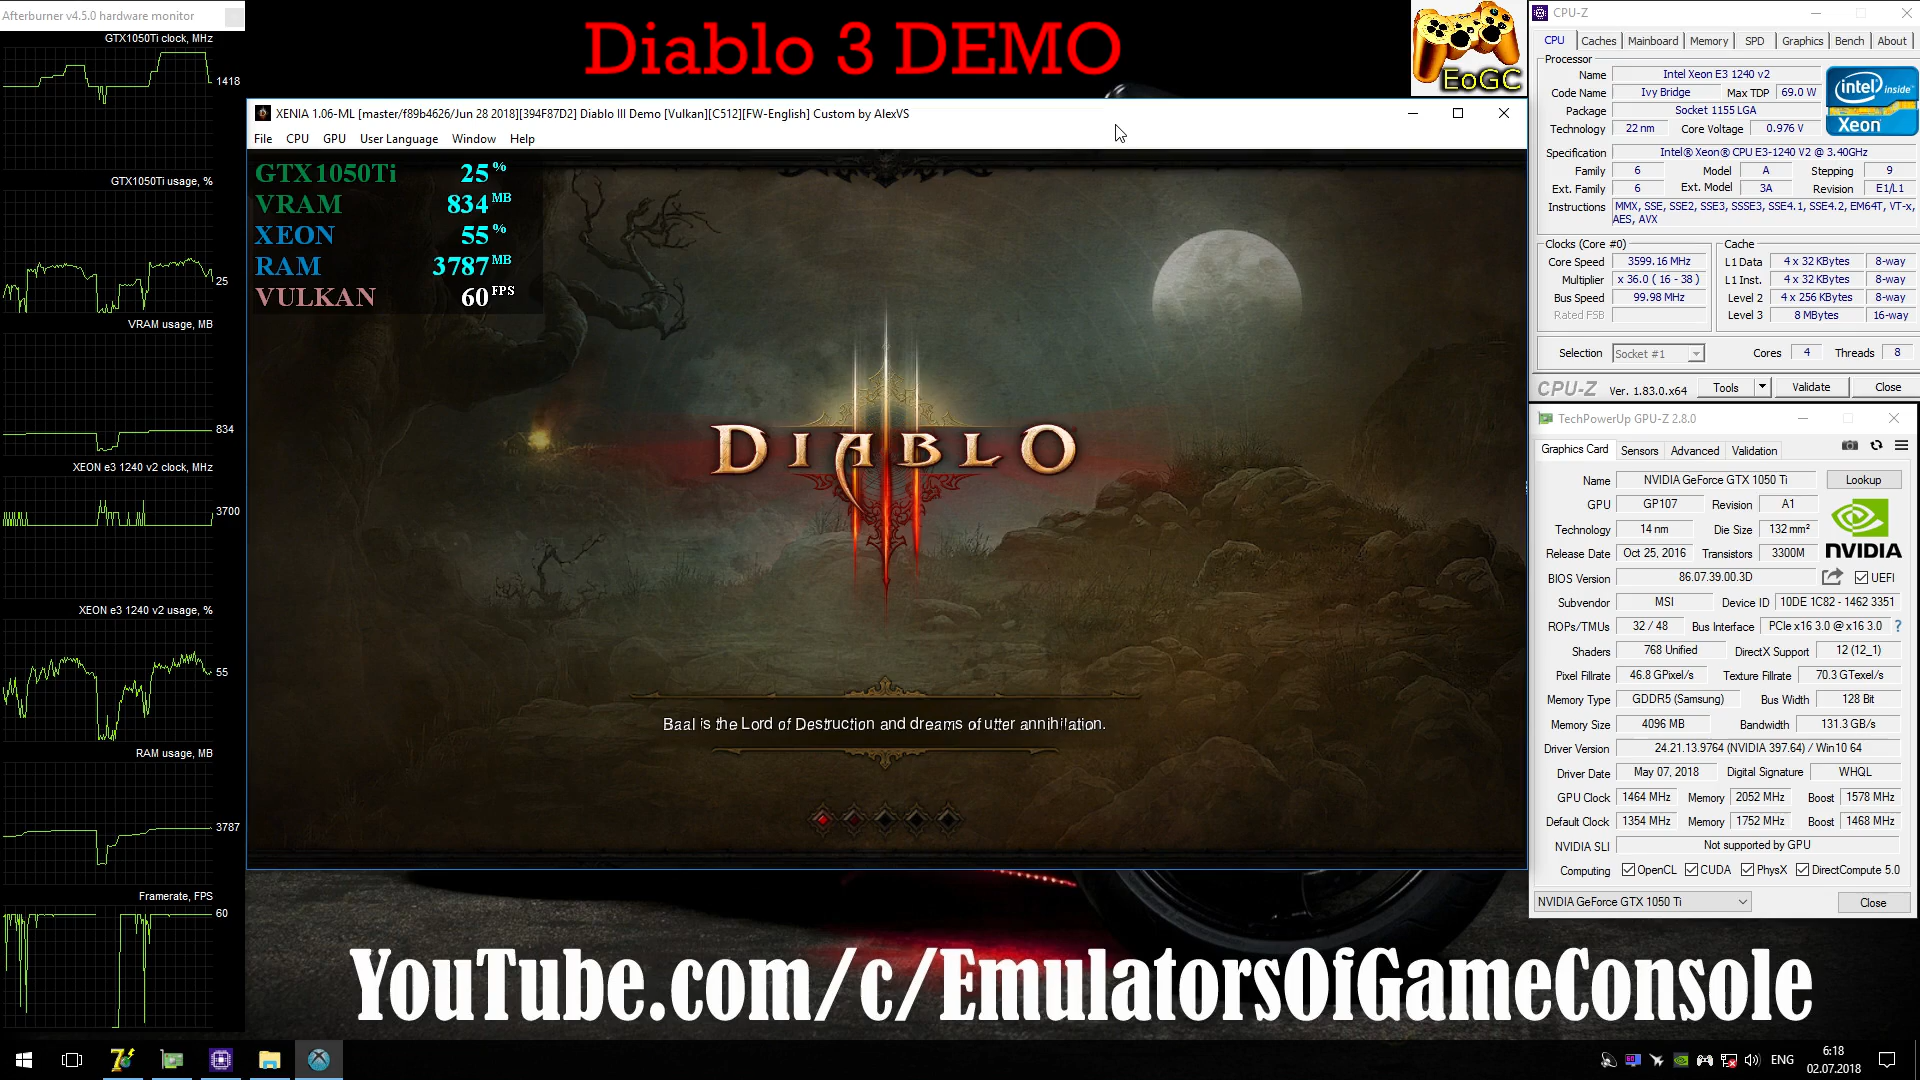 Afterburner v4.5.0 hardware monitor
GTX1050Ti clock, MHz
1418
GTX1050Ti usage, %
25
VRAM usage, MB
834
XEON e3 1240 v2 clock, MHz
3700
XEON e3 1240 v2 usage, %
55
RAM usage, MB
3787
Framerate, FPS
60
Diablo 3 DEMO
EoGC
XENIA 1.06-ML [master/f89b4626/Jun 28 2018][394F87D2] Diablo III Demo [Vulkan][C512][FW-English] Custom by AlexVS
File CPU GPU User Language Window Help
GTX1050Ti 25 %
VRAM 834 MB
XEON 55 %
RAM 3787 MB
VULKAN 60 FPS
DIABLO
III
Baal is the Lord of Destruction and dreams of utter annihilation.
YouTube.com/c/EmulatorsOfGameConsole
CPU-Z
CPU Caches Mainboard Memory SPD Graphics Bench About
Processor
Name Intel Xeon E3 1240 v2
Code Name Ivy Bridge Max TDP 69.0 W
Package Socket 1155 LGA
Technology 22 nm Core Voltage 0.976 V
intel inside™
Xeon
Specification Intel® Xeon® CPU E3-1240 V2 @ 3.40GHz
Family 6 Model A Stepping 9
Ext. Family 6 Ext. Model 3A Revision E1/L1
Instructions MMX, SSE, SSE2, SSE3, SSSE3, SSE4.1, SSE4.2, EM64T, VT-x,
AES, AVX
Clocks (Core #0) Cache
Core Speed 3599.16 MHz L1 Data 4 x 32 KBytes 8-way
Multiplier x 36.0 ( 16 - 38 ) L1 Inst. 4 x 32 KBytes 8-way
Bus Speed 99.98 MHz Level 2 4 x 256 KBytes 8-way
Rated FSB Level 3 8 MBytes 16-way
Selection Socket #1 Cores 4 Threads 8
CPU-Z Ver. 1.83.0.x64 Tools Validate Close
TechPowerUp GPU-Z 2.8.0
Graphics Card Sensors Advanced Validation
Name NVIDIA GeForce GTX 1050 Ti Lookup
GPU GP107 Revision A1
Technology 14 nm Die Size 132 mm²
Release Date Oct 25, 2016 Transistors 3300M
NVIDIA
BIOS Version 86.07.39.00.3D UEFI
Subvendor MSI Device ID 10DE 1C82 - 1462 3351
ROPs/TMUs 32 / 48 Bus Interface PCIe x16 3.0 @ x16 3.0 ?
Shaders 768 Unified DirectX Support 12 (12_1)
Pixel Fillrate 46.8 GPixel/s Texture Fillrate 70.3 GTexel/s
Memory Type GDDR5 (Samsung) Bus Width 128 Bit
Memory Size 4096 MB Bandwidth 131.3 GB/s
Driver Version 24.21.13.9764 (NVIDIA 397.64) / Win10 64
Driver Date May 07, 2018 Digital Signature WHQL
GPU Clock 1464 MHz Memory 2052 MHz Boost 1578 MHz
Default Clock 1354 MHz Memory 1752 MHz Boost 1468 MHz
NVIDIA SLI Not supported by GPU
Computing OpenCL CUDA PhysX DirectCompute 5.0
NVIDIA GeForce GTX 1050 Ti Close
ENG
6:18
02.07.2018